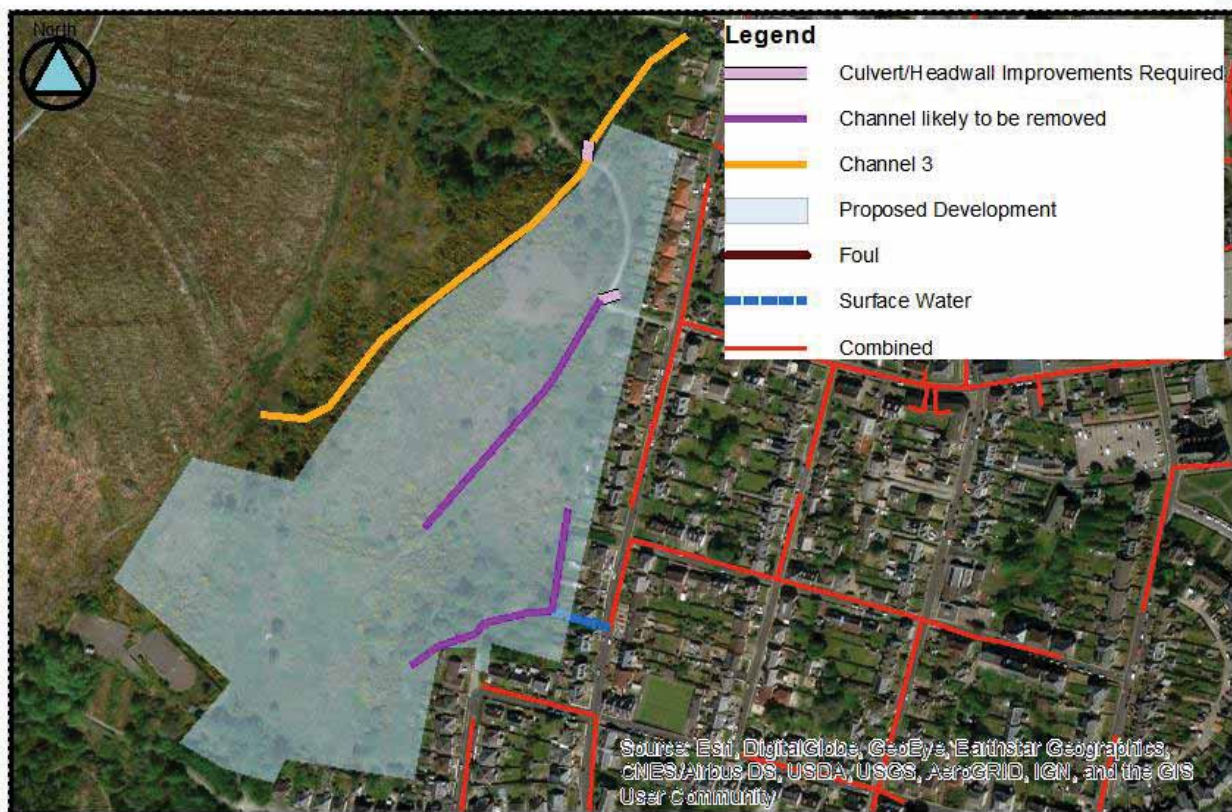 North
Legend
Culvert/Headwall Improvements Required
Channel likely to be removed
Channel 3
Proposed Development
Foul
Surface Water
Combined
Source: Esri, DigitalGlobe, GeoEye, Earthstar Geographics,
CNES/Airbus DS, USDA, USGS, AeroGRID, IGN, and the GIS
User Community